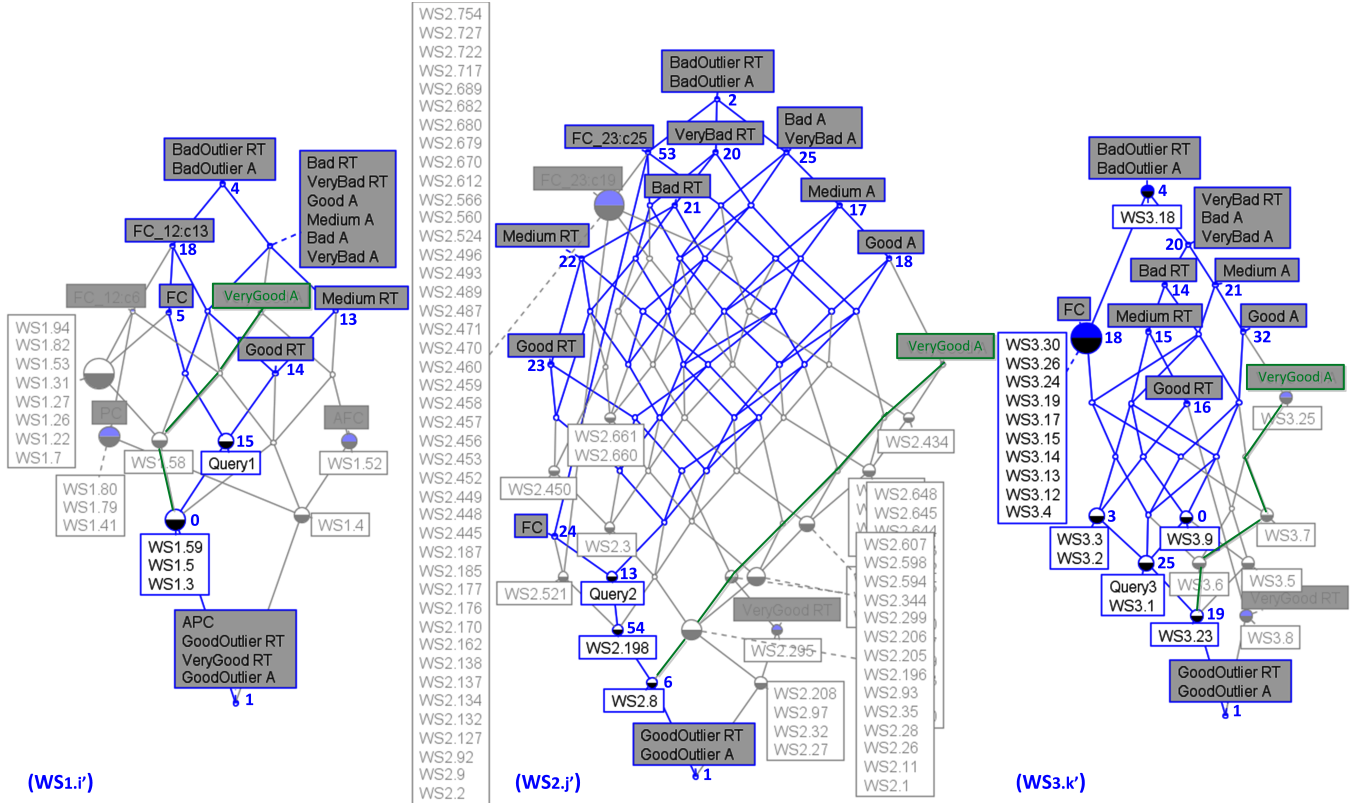 BadOutlier RT
BadOutlier A
4
Bad RT
VeryBad RT
Good A
Medium A
Bad A
VeryBad A
FC_12:c13
18
FC_12:c6
FC
5
VeryGood A
Medium RT
13
WS1.94
WS1.82
WS1.53
WS1.31
WS1.27
WS1.26
WS1.22
WS1.7
Good RT
14
PC
AFC
15
Query1
WS1.58
WS1.52
WS1.80
WS1.79
WS1.41
0
WS1.4
WS1.59
WS1.5
WS1.3
APC
GoodOutlier RT
VeryGood RT
GoodOutlier A
1
(WS1.i’)
WS2.754
WS2.727
WS2.722
WS2.717
WS2.689
WS2.682
WS2.680
WS2.679
WS2.670
WS2.612
WS2.566
WS2.560
WS2.524
WS2.496
WS2.493
WS2.489
WS2.487
WS2.471
WS2.470
WS2.460
WS2.459
WS2.458
WS2.457
WS2.456
WS2.453
WS2.452
WS2.449
WS2.448
WS2.445
WS2.187
WS2.185
WS2.177
WS2.176
WS2.170
WS2.162
WS2.138
WS2.137
WS2.134
WS2.132
WS2.127
WS2.92
WS2.9
WS2.2
BadOutlier RT
BadOutlier A
2
FC_23:c25
53
VeryBad RT
20
Bad A
VeryBad A
25
FC_23:c19
Bad RT
21
Medium A
17
Medium RT
22
Good A
18
Good RT
23
VeryGood A
WS2.661
WS2.660
WS2.434
WS2.450
WS2.648
WS2.645
WS2.644
FC
24
WS2.3
WS2.607
WS2.598
WS2.594
WS2.344
WS2.299
WS2.206
WS2.205
WS2.196
WS2.93
WS2.35
WS2.28
WS2.26
WS2.11
WS2.1
WS2.521
13
Query2
VeryGood RT
54
WS2.198
WS2.295
6
WS2.8
WS2.208
WS2.97
WS2.32
WS2.27
GoodOutlier RT
GoodOutlier A
1
(WS2.j’)
BadOutlier RT
BadOutlier A
4
WS3.18
VeryBad RT
Bad A
VeryBad A
20
Bad RT
14
Medium A
21
FC
18
Medium RT
15
Good A
32
WS3.30
WS3.26
WS3.24
WS3.19
WS3.17
WS3.15
WS3.14
WS3.13
WS3.12
WS3.4
Good RT
16
VeryGood A
WS3.25
3
WS3.3
WS3.2
0
WS3.9
WS3.7
25
Query3
WS3.1
WS3.6
WS3.5
VeryGood RT
19
WS3.23
WS3.8
GoodOutlier RT
GoodOutlier A
1
(WS3.k’)